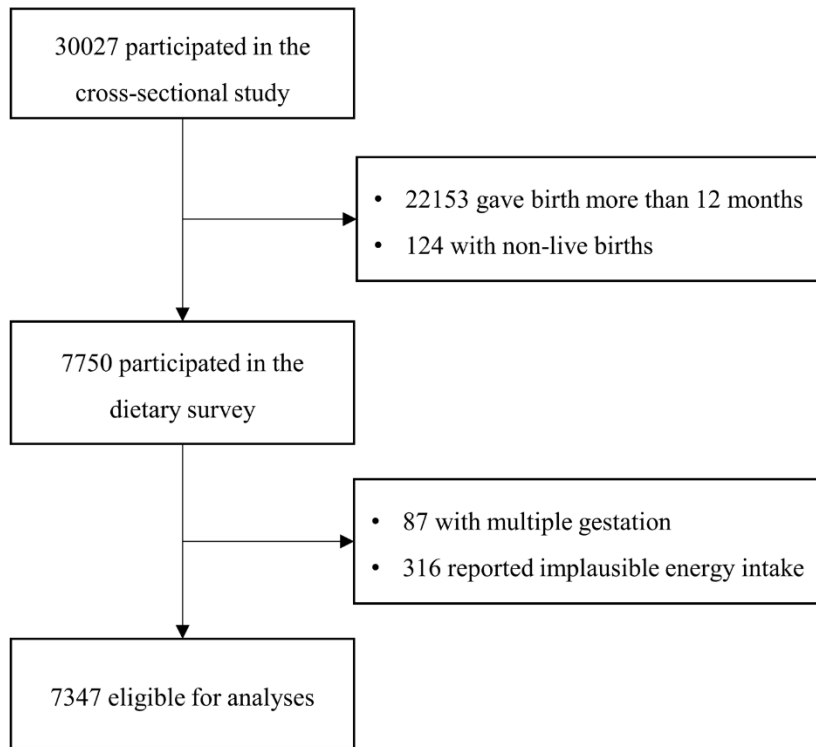 30027 participated in the
cross-sectional study
• 22153 gave birth more than 12 months
• 124 with non-live births
7750 participated in the
dietary survey
• 87 with multiple gestation
• 316 reported implausible energy intake
7347 eligible for analyses